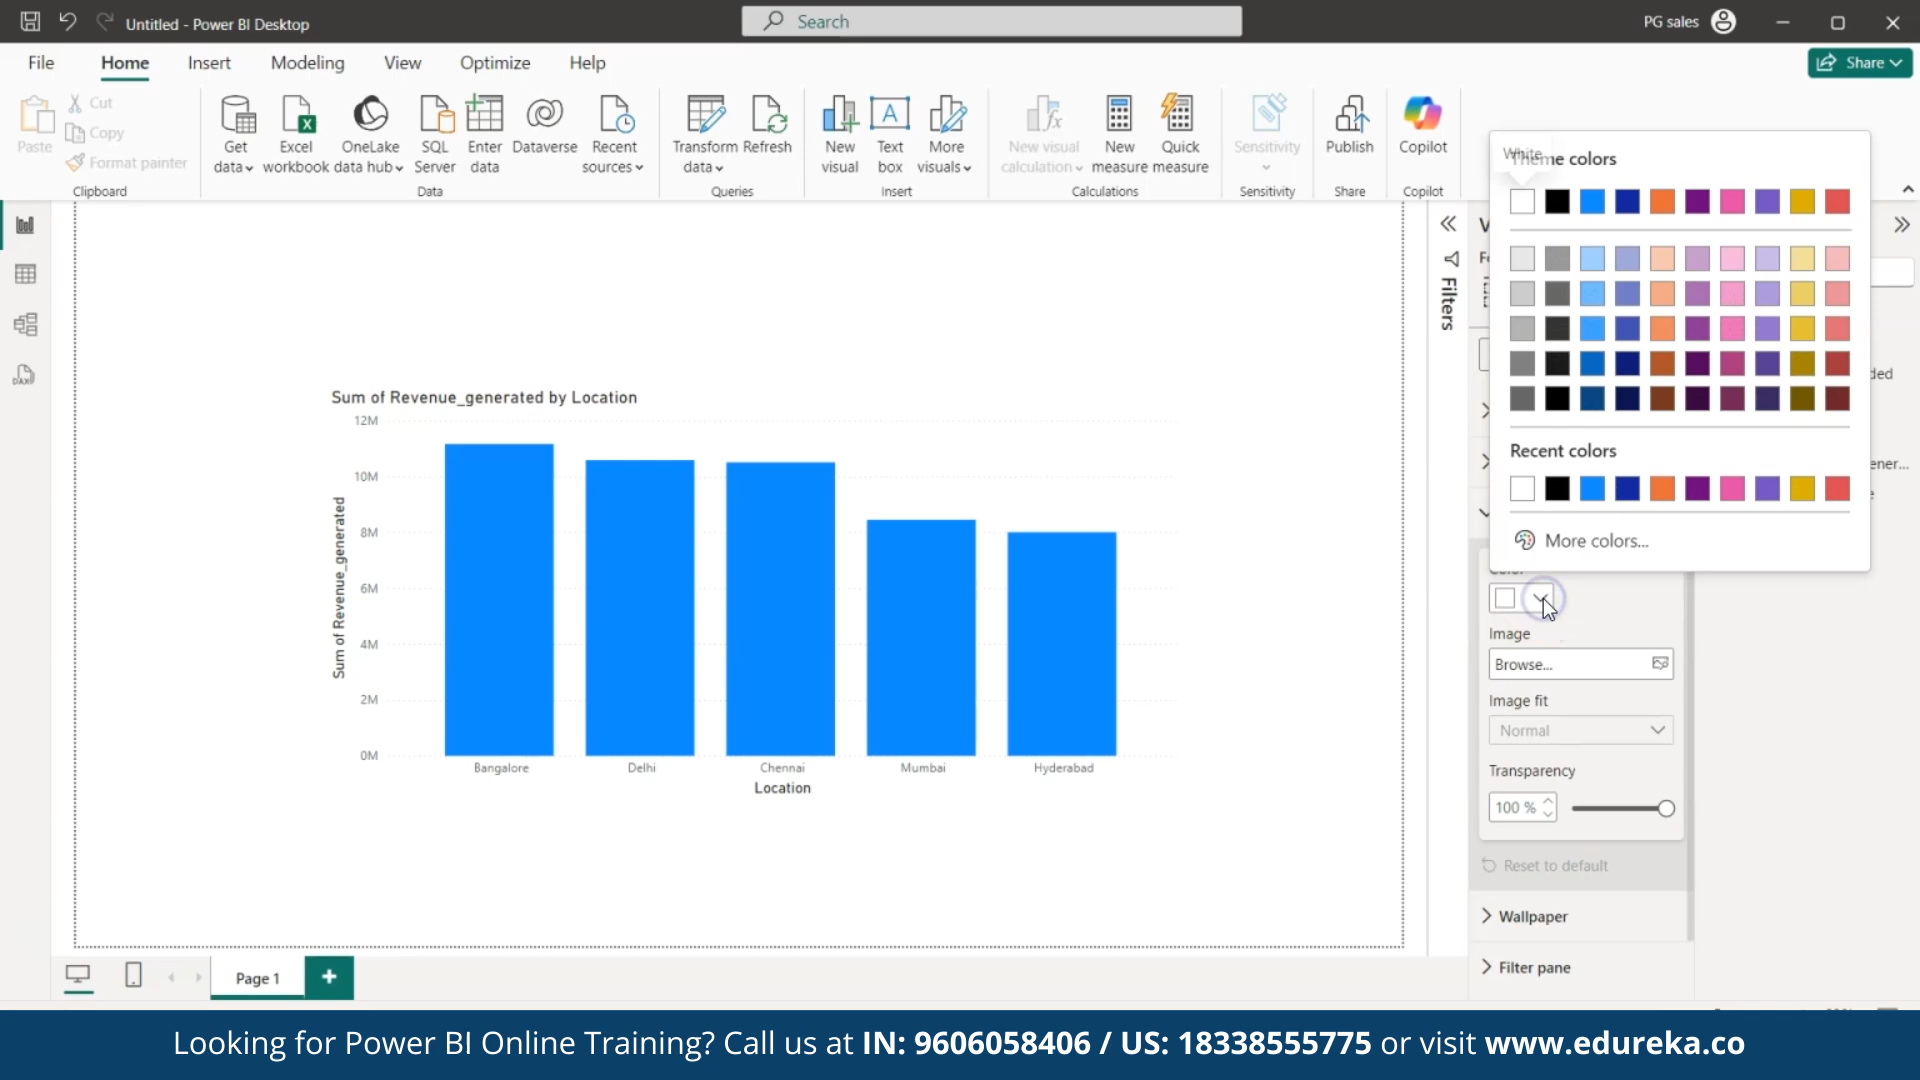 Untitled - Power BI Desktop
Search
PG sales
File
Home
Insert
Modeling
View
Optimize
Help
Share
Paste
Cut
Copy
Format painter
Clipboard
Get data
Excel workbook
OneLake data hub
SQL Server
Enter data
Dataverse
Recent sources
Data
Transform data
Refresh
Queries
New visual
Text box
More visuals
Insert
New visual calculation
New measure
Quick measure
Calculations
Sensitivity
Sensitivity
Publish
Share
Copilot
Copilot
White
Theme colors
Recent colors
More colors...
Filters
Sum of Revenue_generated by Location
12M
10M
8M
6M
4M
2M
0M
Sum of Revenue_generated
Bangalore
Delhi
Chennai
Mumbai
Hyderabad
Location
Color
Image
Browse...
Image fit
Normal
Transparency
100 %
Reset to default
Wallpaper
Filter pane
Page 1
Looking for Power BI Online Training? Call us at IN: 9606058406 / US: 18338555775 or visit www.edureka.co